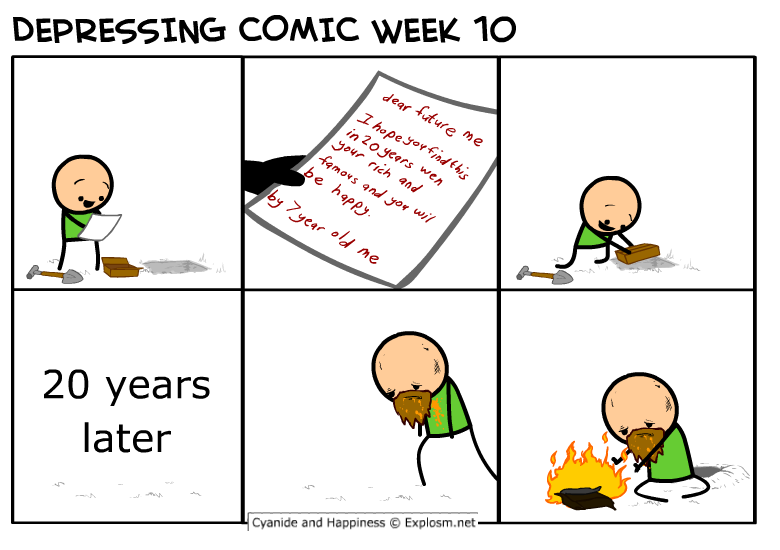 DEPRESSING COMIC WEEK 10
dear future me
I hope you find this
in 20 years wen
your rich and
famous and you wil
be happy.
by 7 year old me
20 years
later
Cyanide and Happiness © Explosm.net